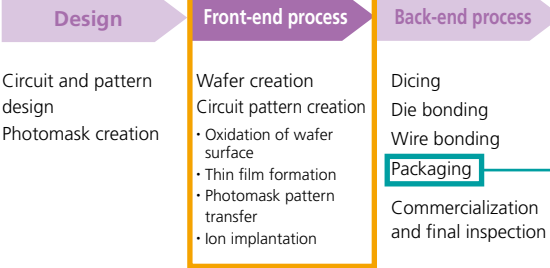 Design
Circuit and pattern
design
Photomask creation
Front-end process
Wafer creation
Circuit pattern creation
・Oxidation of wafer
surface
・Thin film formation
・Photomask pattern
transfer
・Ion implantation
Back-end process
Dicing
Die bonding
Wire bonding
Packaging
Commercialization
and final inspection